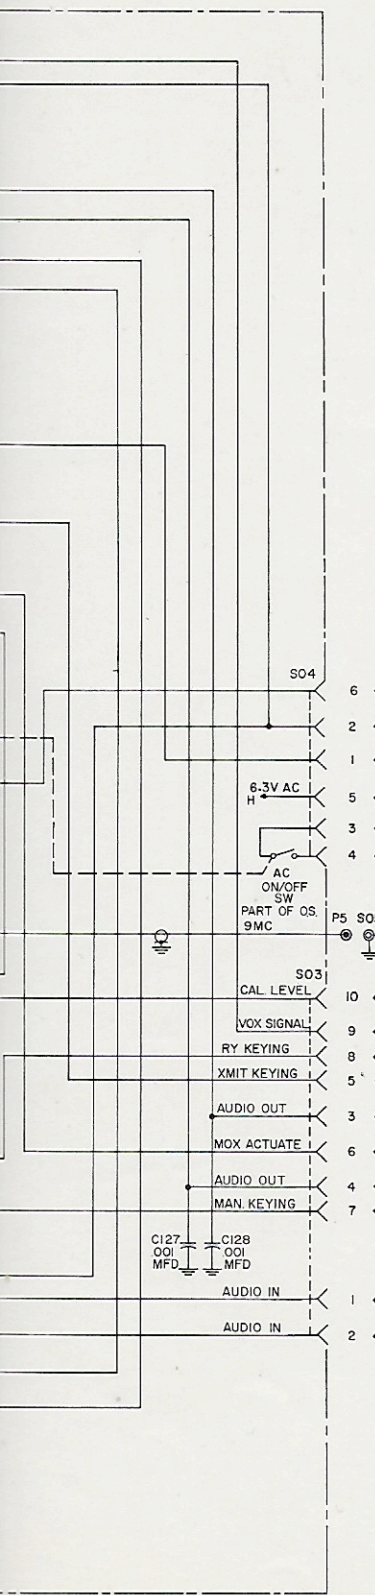 SO4
6
2
1
6.3V AC
H
5
3
4
AC
ON/OFF
SW
PART OF O.S.
9MC
P5 SO
SO3
CAL. LEVEL 10
VOX SIGNAL 9
RY KEYING 8
XMIT KEYING 5
AUDIO OUT 3
MOX ACTUATE 6
AUDIO OUT 4
MAN. KEYING 7
C127 C128
.001 .001
MFD MFD
AUDIO IN 1
AUDIO IN 2